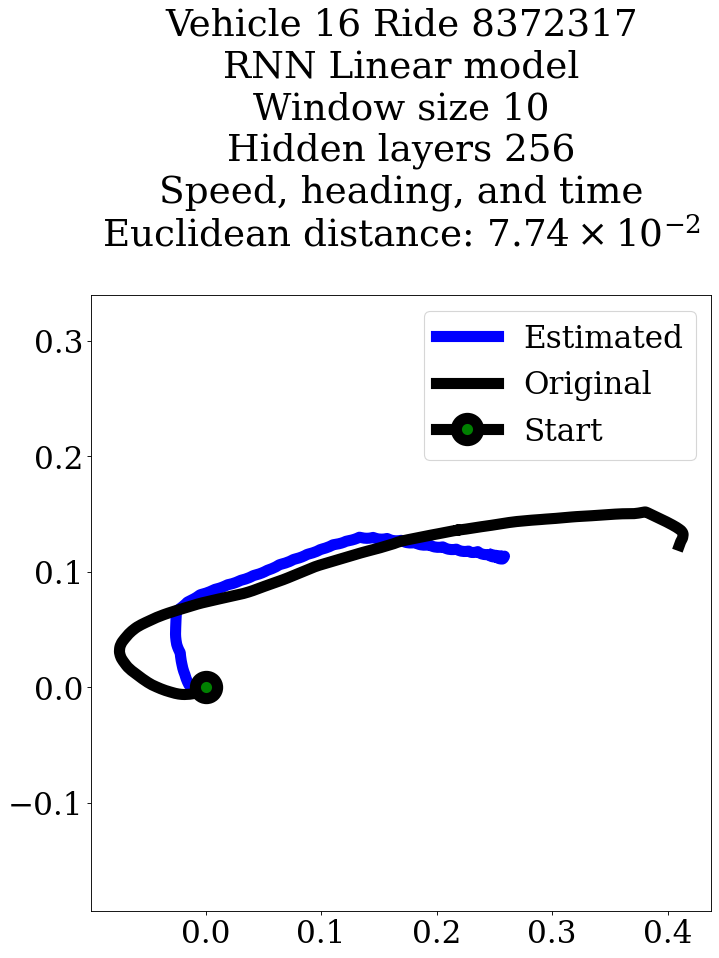 Vehicle 16 Ride 8372317
RNN Linear model
Window size 10
Hidden layers 256
Speed, heading, and time
Euclidean distance: 7.74 × 10⁻²
Estimated
Original
Start
0.3
0.2
0.1
0.0
−0.1
0.0 0.1 0.2 0.3 0.4